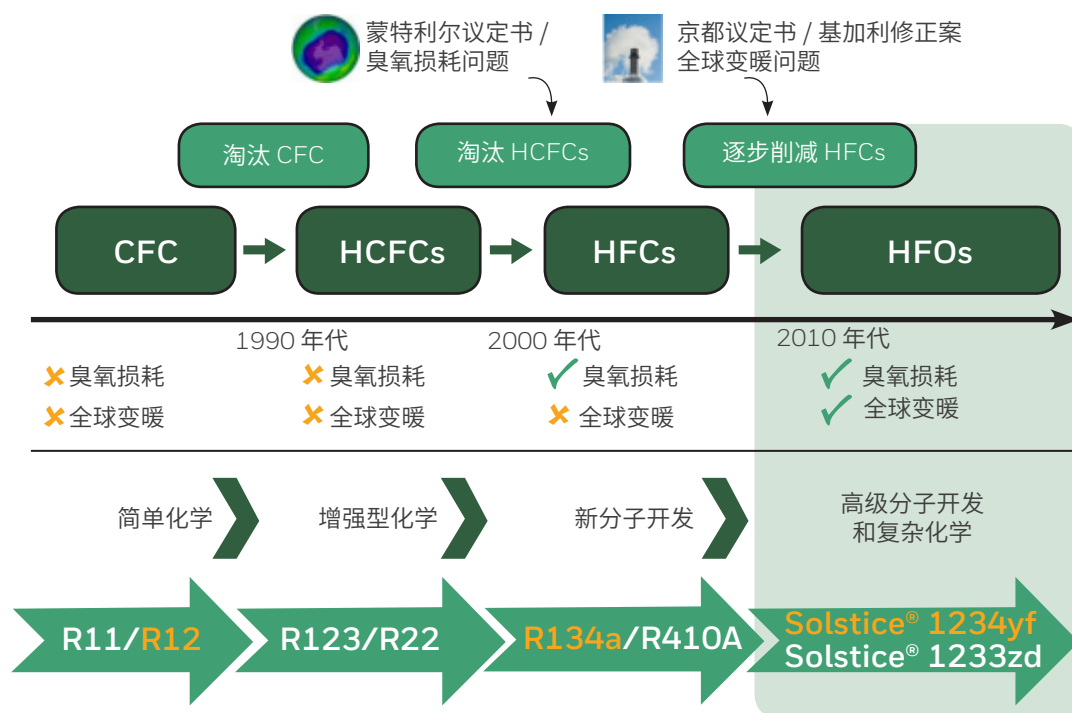 蒙特利尔议定书 /
臭氧损耗问题
京都议定书 / 基加利修正案
全球变暖问题
淘汰 CFC
淘汰 HCFCs
逐步削减 HFCs
CFC
HCFCs
HFCs
HFOs
1990 年代
2000 年代
2010 年代
✘ 臭氧损耗
✘ 全球变暖
✘ 臭氧损耗
✘ 全球变暖
✓ 臭氧损耗
✘ 全球变暖
✓ 臭氧损耗
✓ 全球变暖
简单化学
增强型化学
新分子开发
高级分子开发
和复杂化学
R11/R12
R123/R22
R134a/R410A
Solstice® 1234yf
Solstice® 1233zd